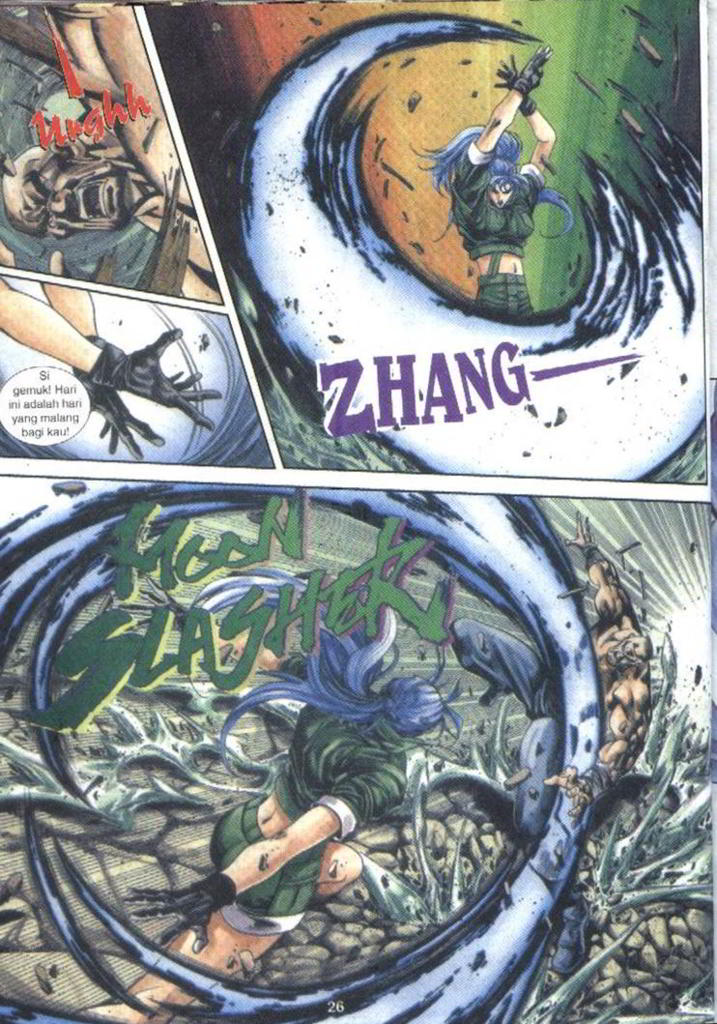 Urghh
ZHANG
Si
gemuk! Hari
ini adalah hari
yang malang
bagi kau!
MOON
SLASHER
26